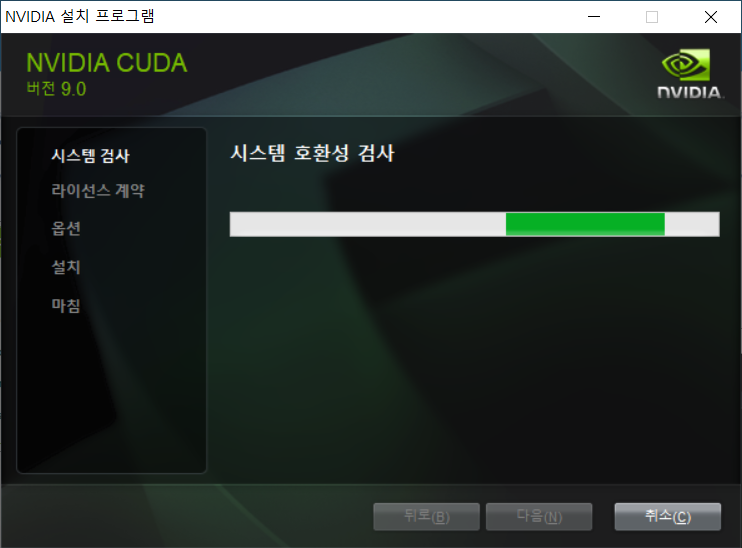 NVIDIA 설치 프로그램
NVIDIA CUDA
버전 9.0
NVIDIA.
시스템 검사
라이선스 계약
옵션
설치
마침
시스템 호환성 검사
뒤로(B) 다음(N) 취소(C)